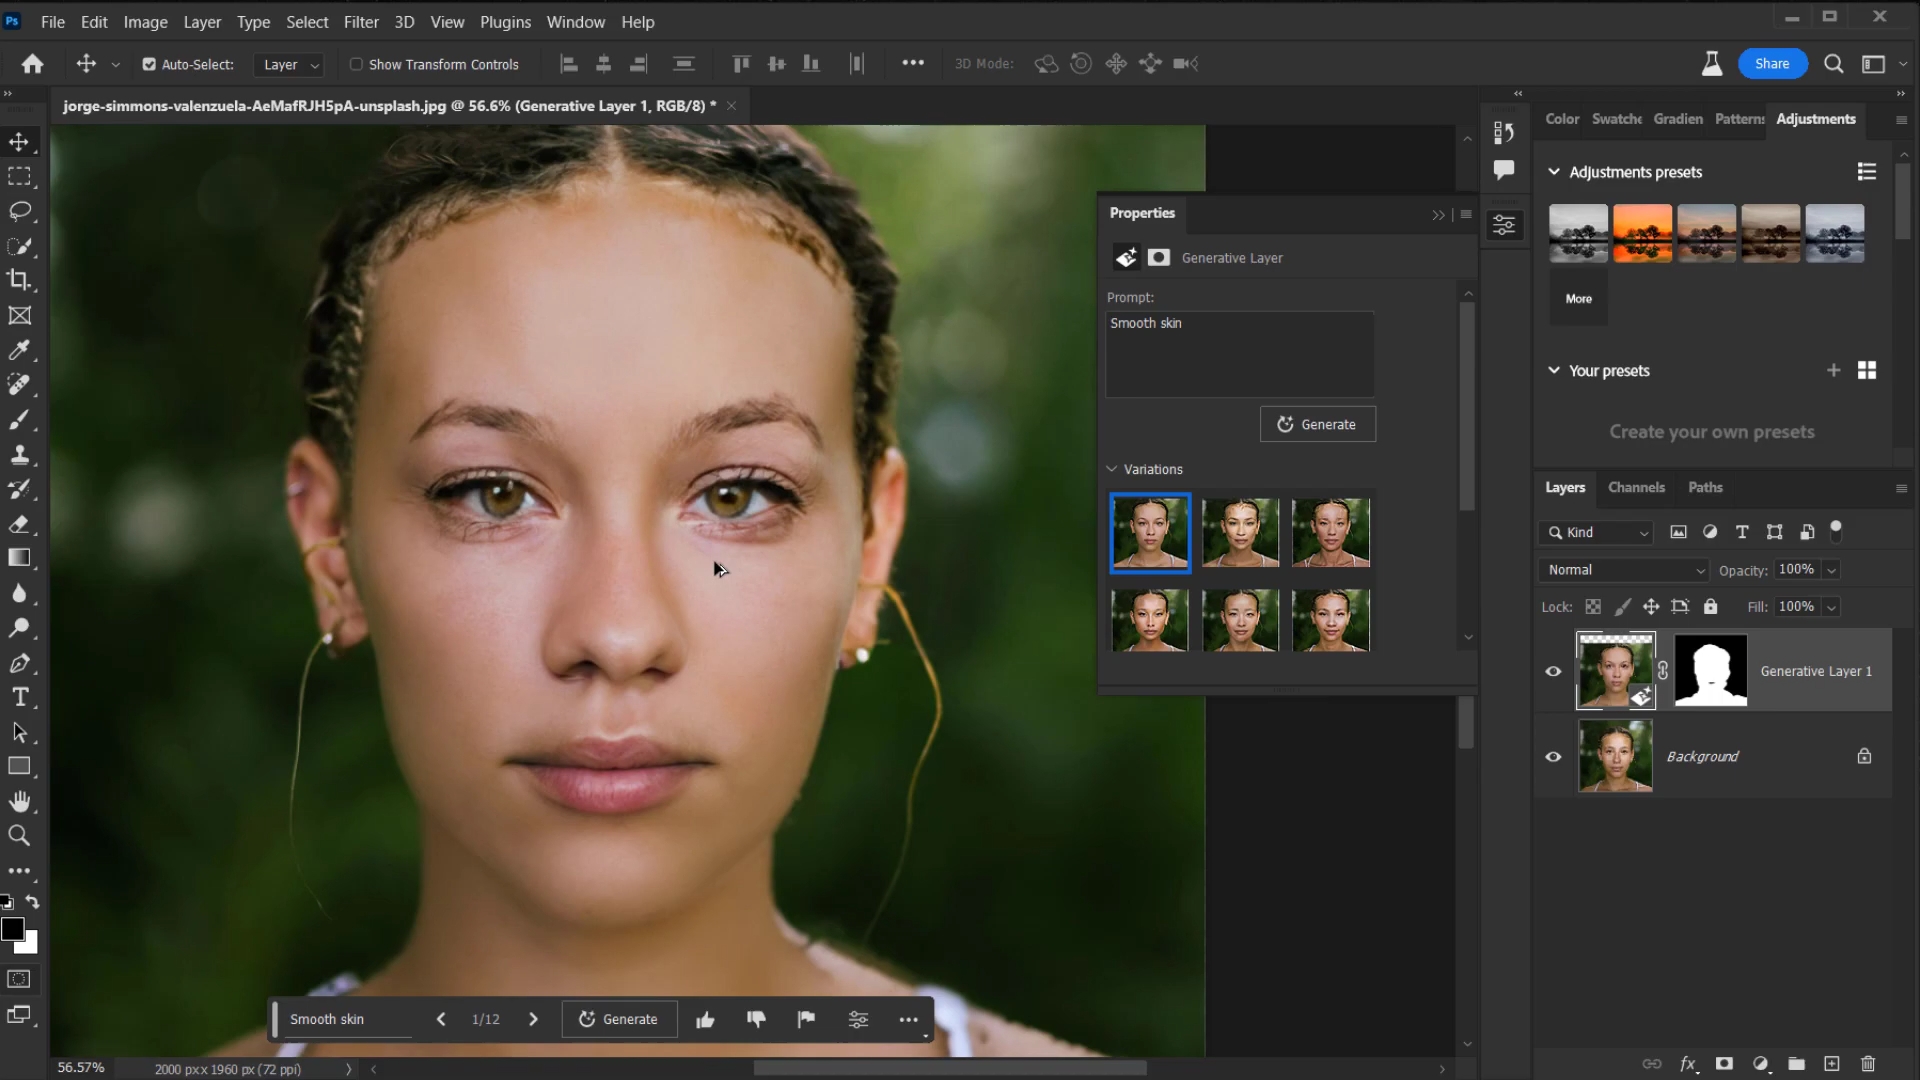 Ps File Edit Image Layer Type Select Filter 3D View Plugins Window Help
Auto-Select: Layer Show Transform Controls 3D Mode: Share
jorge-simmons-valenzuela-AeMafRJH5pA-unsplash.jpg @ 56.6% (Generative Layer 1, RGB/8) *
Color Swatche Gradien Patterns Adjustments
Adjustments presets
More
Your presets
Create your own presets
Properties
Generative Layer
Prompt:
Smooth skin
Generate
Variations
Layers Channels Paths
Kind
Normal Opacity: 100%
Lock: Fill: 100%
Generative Layer 1
Background
fx
Smooth skin 1/12 Generate
56.57% 2000 px x 1960 px (72 ppi)